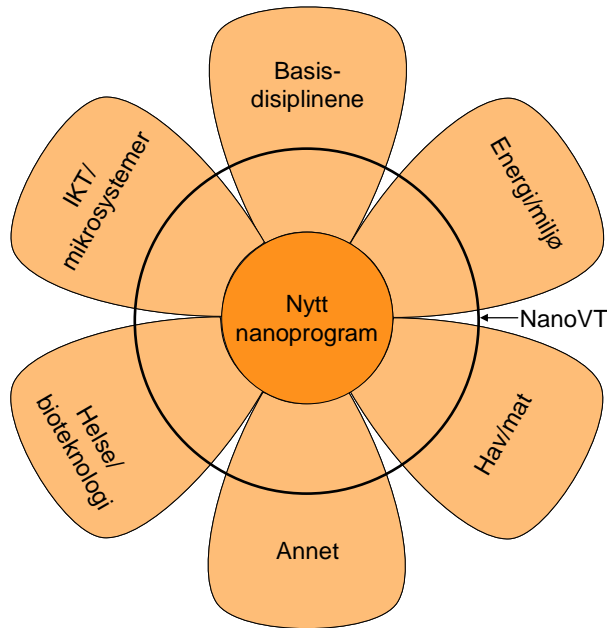 Basis-
disiplinene
Energi/miljø
NanoVT
Hav/mat
Annet
Helse/
bioteknologi
IKT/
mikrosystemer
Nytt
nanoprogram